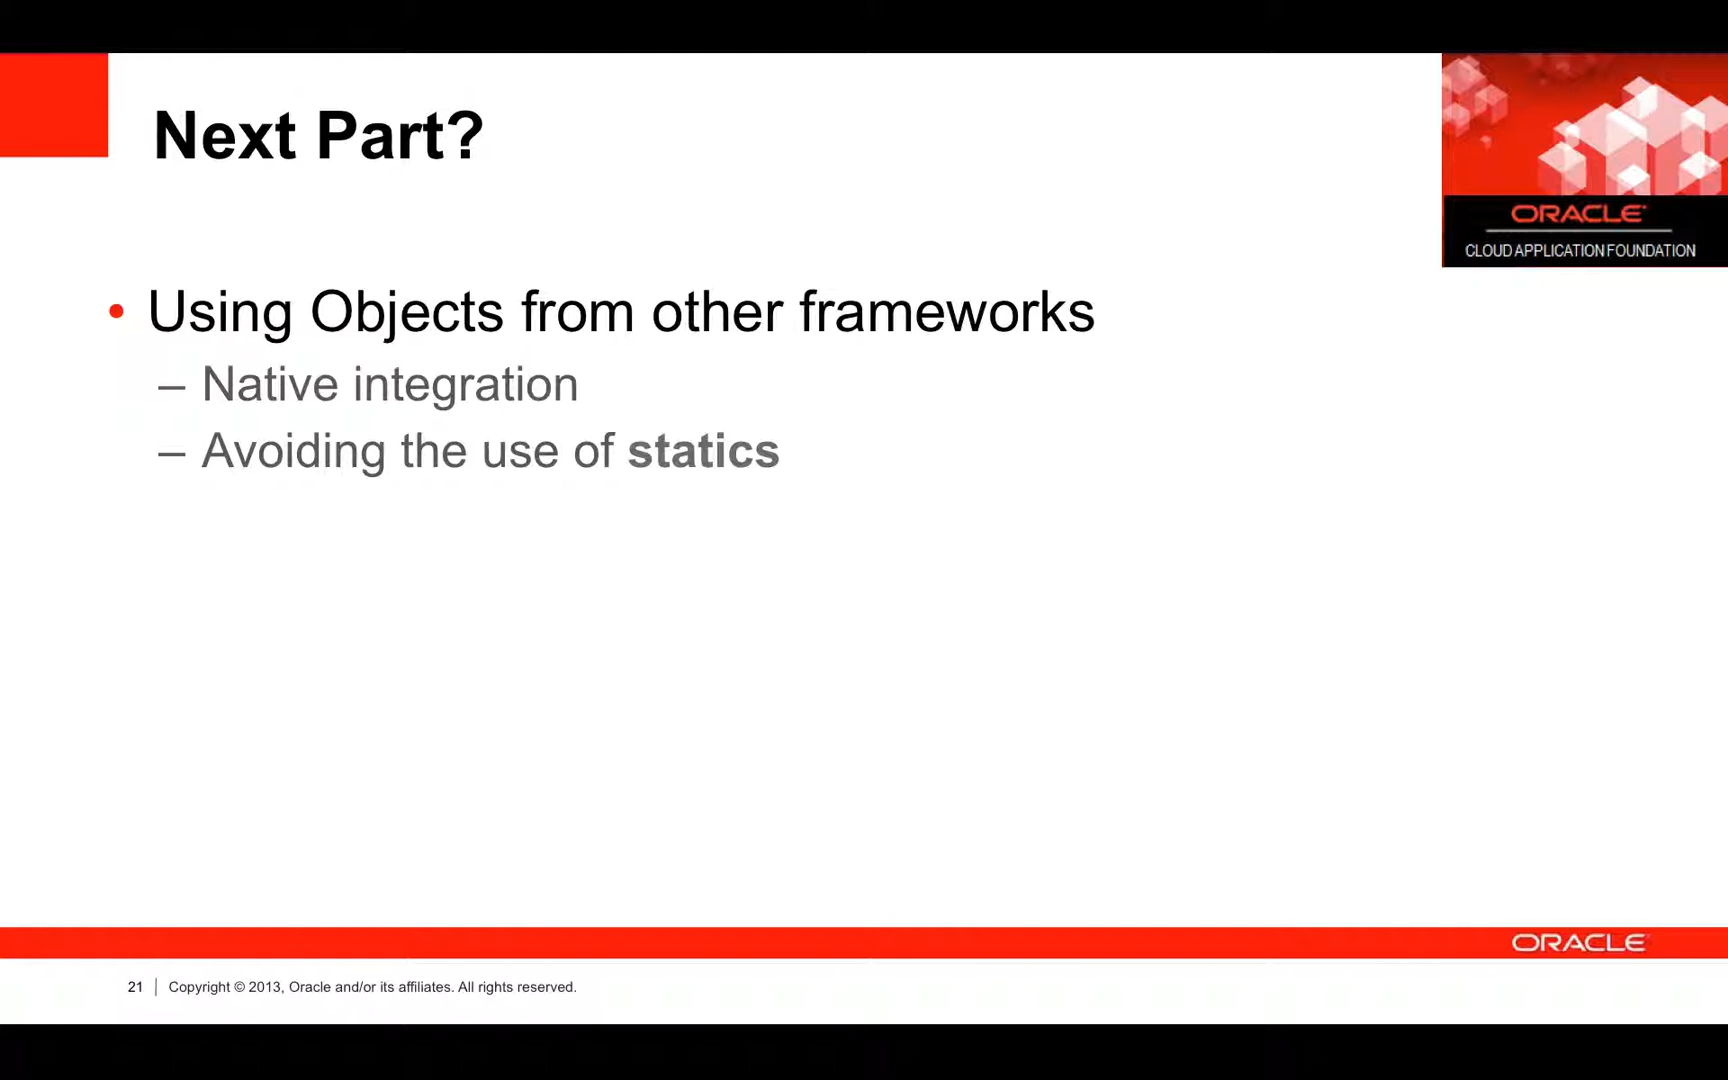 Next Part?
ORACLE
CLOUD APPLICATION FOUNDATION
• Using Objects from other frameworks
– Native integration
– Avoiding the use of statics
ORACLE
21 | Copyright © 2013, Oracle and/or its affiliates. All rights reserved.